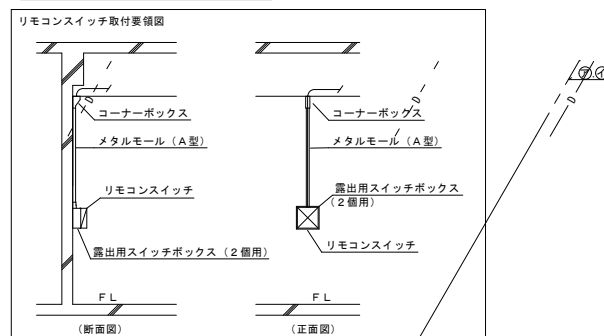 リモコンスイッチ取付要領図
コーナーボックス
メタルモール（A型）
リモコンスイッチ
露出用スイッチボックス（2個用）
FL
（断面図）
D
コーナーボックス
メタルモール（A型）
露出用スイッチボックス
（2個用）
リモコンスイッチ
FL
（正面図）
D
D
㋐,㋑